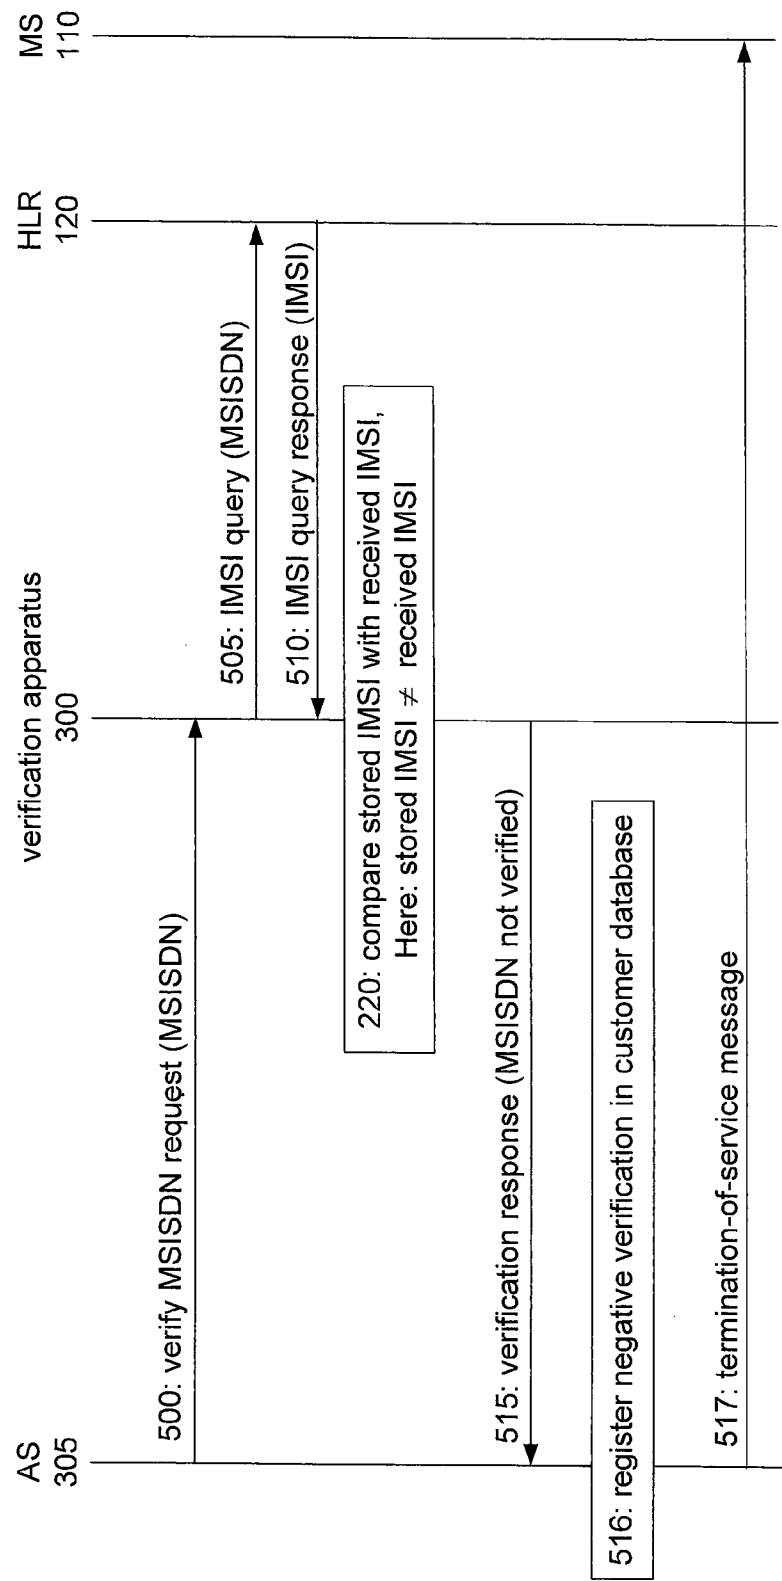 AS
305
verification apparatus
300
HLR
120
MS
110
500: verify MSISDN request (MSISDN)
505: IMSI query (MSISDN)
510: IMSI query response (IMSI)
220: compare stored IMSI with received IMSI,
Here: stored IMSI ≠ received IMSI
515: verification response (MSISDN not verified)
516: register negative verification in customer database
517: termination-of-service message